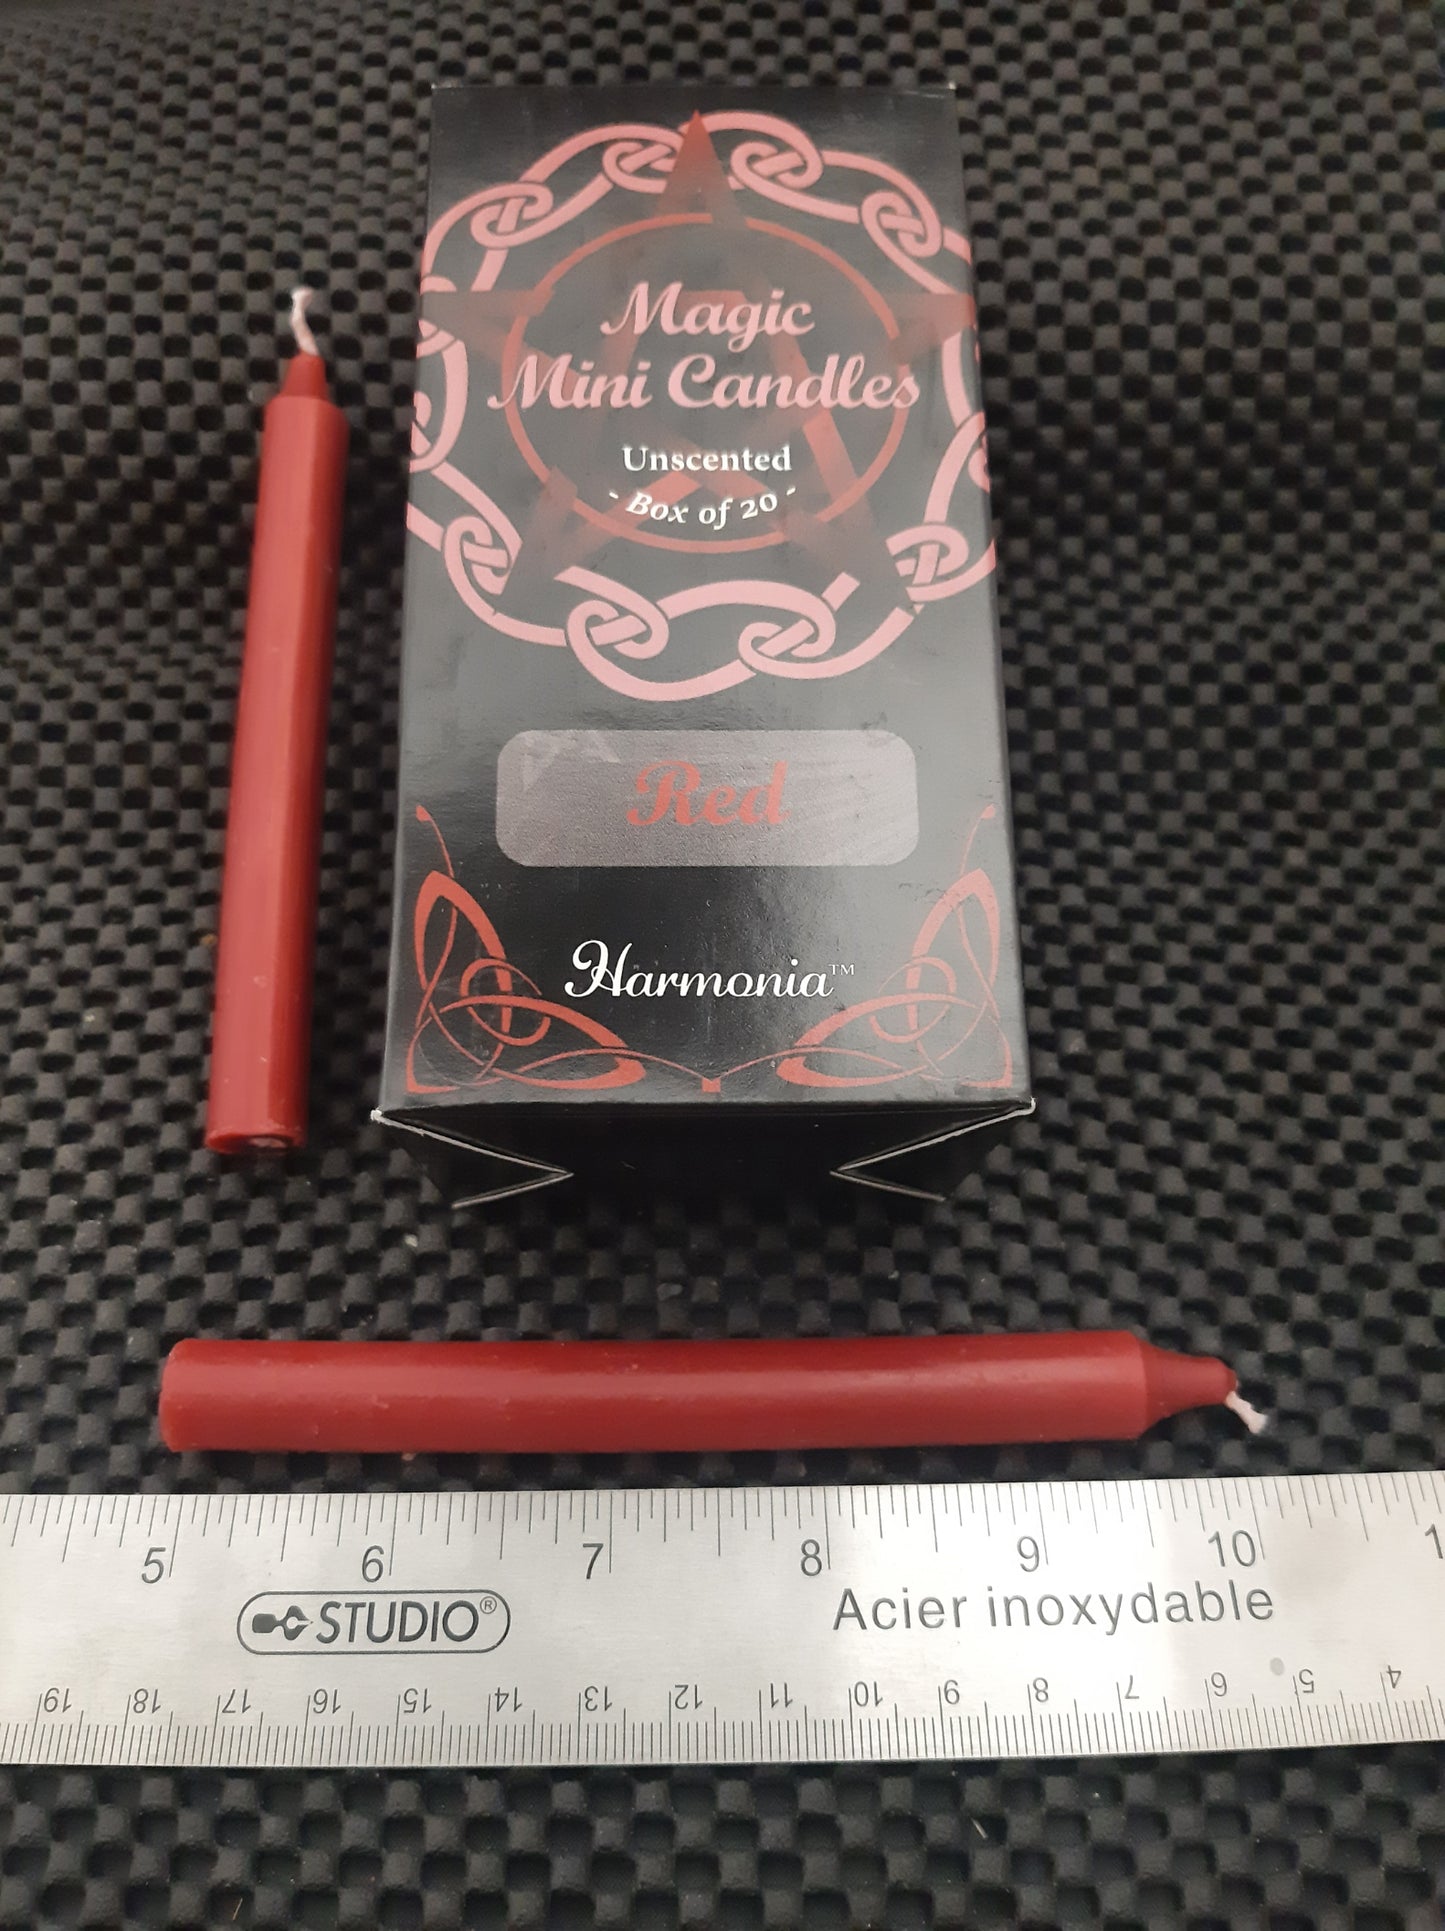 Magic
Mini Candles
Unscented
- Box of 20 -
Red
Harmonia™
5 6 7 8 9 10 1
STUDIO®
Acier inoxydable
19 18 17 16 15 14 13 12 11 10 9 8 7 6 5 4